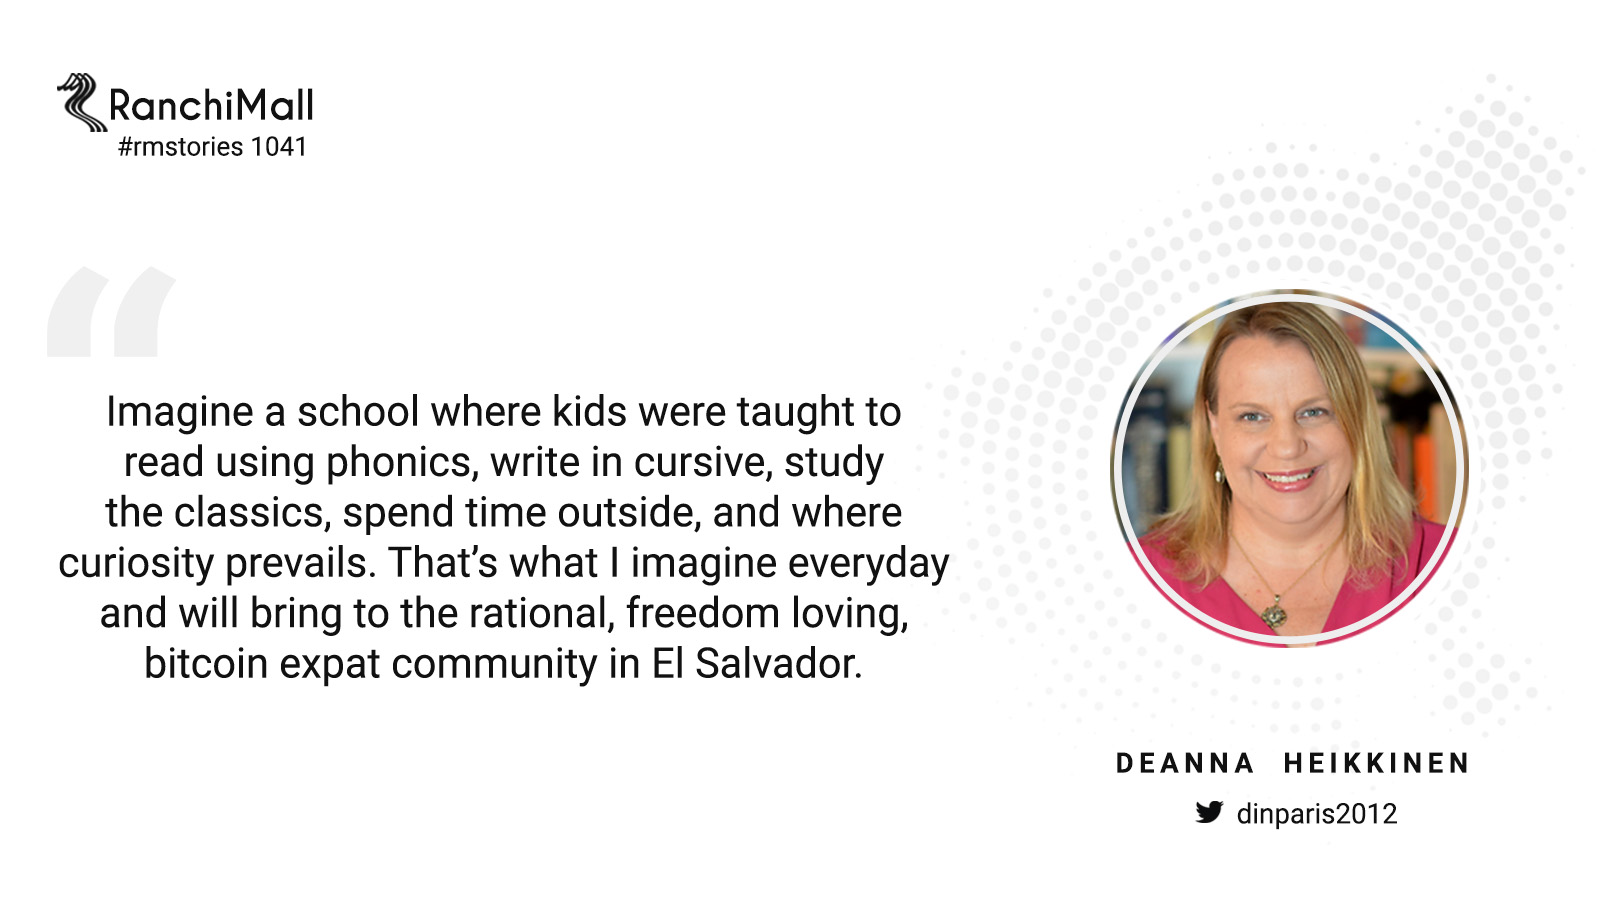 RanchiMall
#rmstories 1041
“
Imagine a school where kids were taught to
read using phonics, write in cursive, study
the classics, spend time outside, and where
curiosity prevails. That’s what I imagine everyday
and will bring to the rational, freedom loving,
bitcoin expat community in El Salvador.
DEANNA HEIKKINEN
dinparis2012